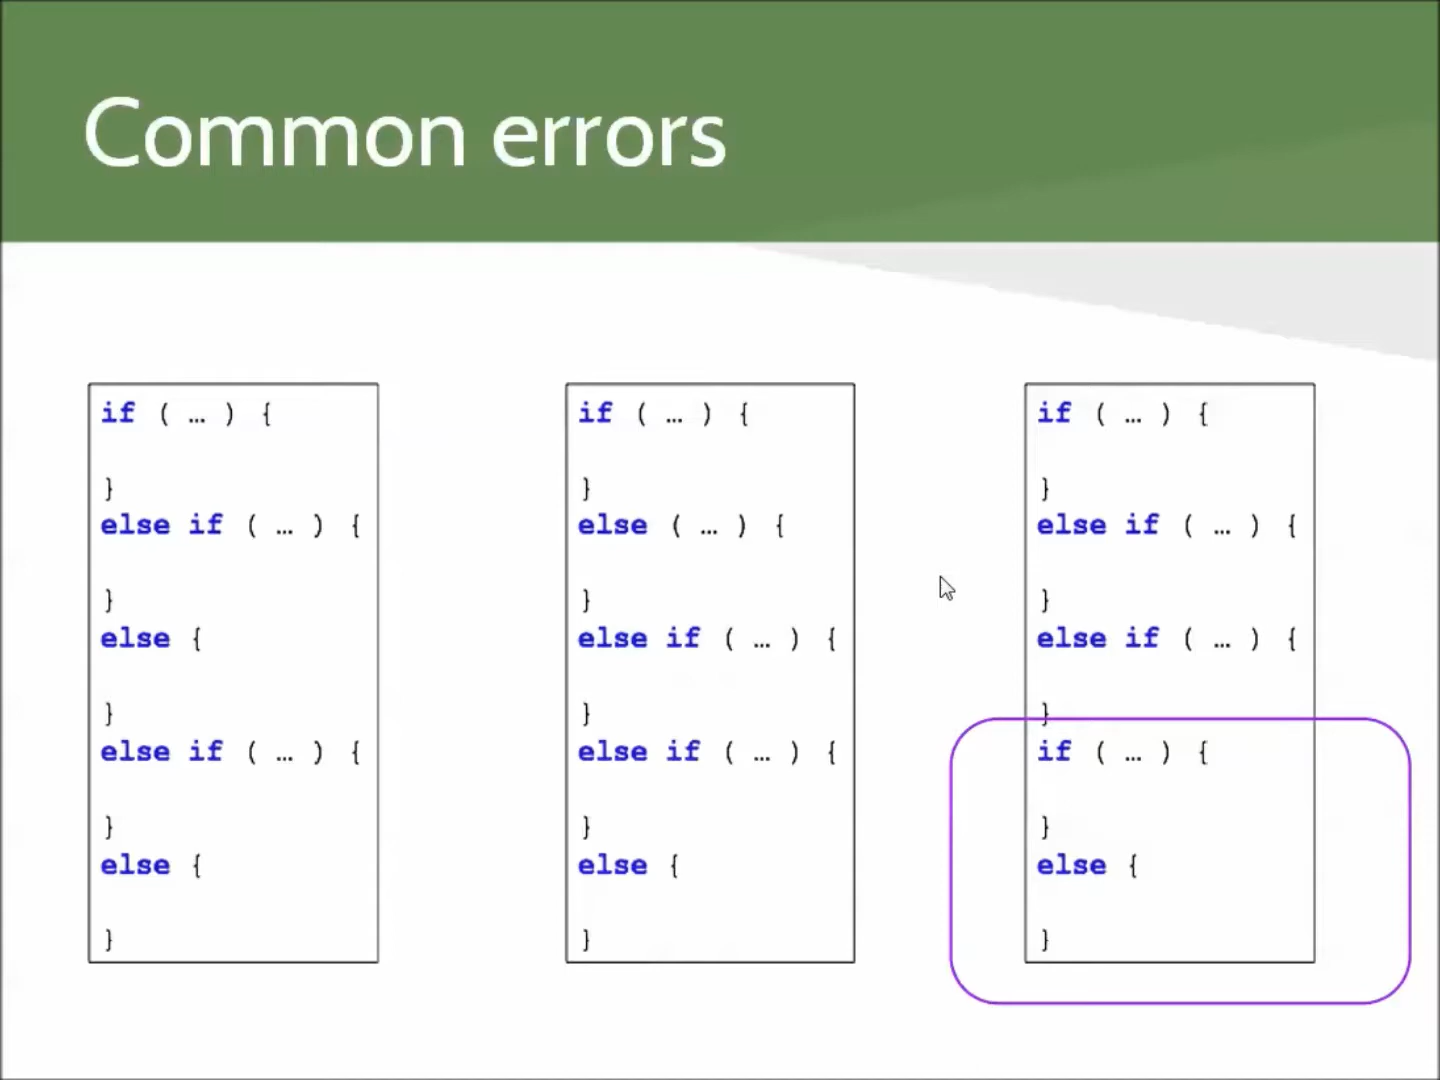 Common errors
if ( … ) {
}
else if ( … ) {
}
else {
}
else if ( … ) {
}
else {
}
if ( … ) {
}
else ( … ) {
}
else if ( … ) {
}
else if ( … ) {
}
else {
}
if ( … ) {
}
else if ( … ) {
}
else if ( … ) {
}
if ( … ) {
}
else {
}